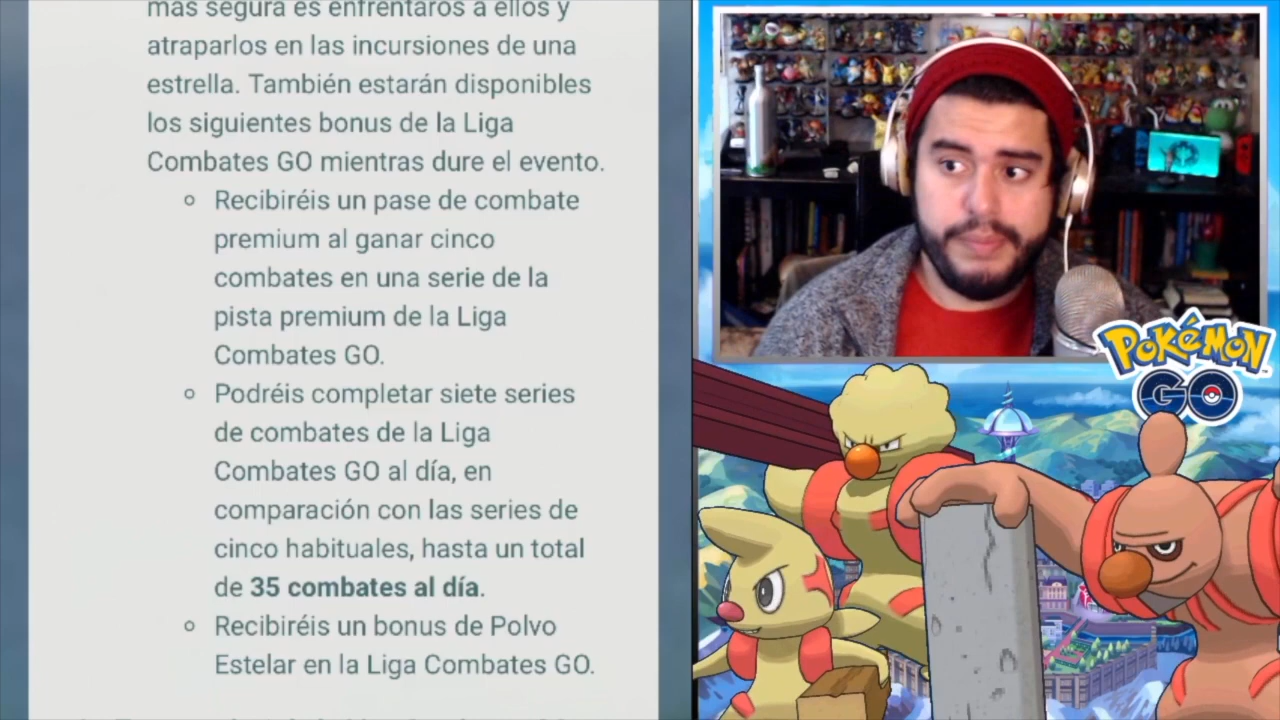 más segura es enfrentaros a ellos y
atraparlos en las incursiones de una
estrella. También estarán disponibles
los siguientes bonus de la Liga
Combates GO mientras dure el evento.
Recibiréis un pase de combate
premium al ganar cinco
combates en una serie de la
pista premium de la Liga
Combates GO.
Podréis completar siete series
de combates de la Liga
Combates GO al día, en
comparación con las series de
cinco habituales, hasta un total
de 35 combates al día.
Recibiréis un bonus de Polvo
Estelar en la Liga Combates GO.
POKéMON
GO